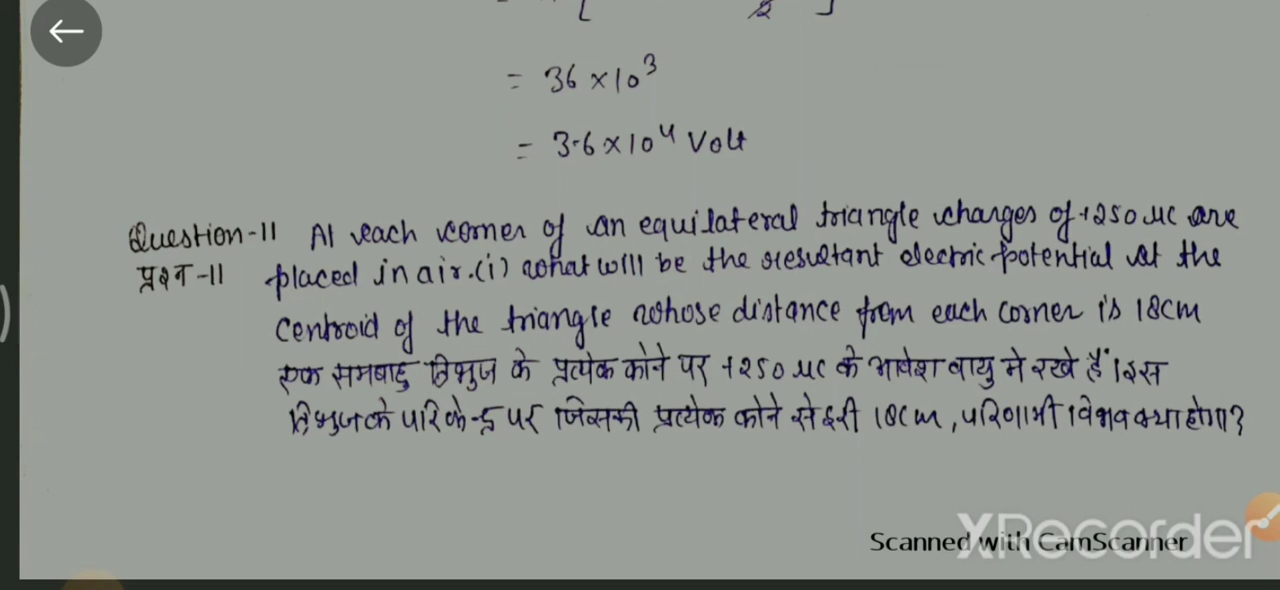 = 36 × 10³
= 3.6 × 10⁴ Volt
Question-11 At each corner of an equilateral triangle charges of +250 μC are
प्रश्न-11 placed in air. (i) what will be the resultant electric potential at the
centroid of the triangle whose distance from each corner is 18cm
एक समबाहु त्रिभुज के प्रत्येक कोने पर +250 μC के आवेश वायु मे रखे हैं। इस
त्रिभुज के परिकेन्द्र पर जिसकी प्रत्येक कोने से दूरी 18cm, परिणामी विभव क्या होगा?
Scanned with CamScanner
XRecorder